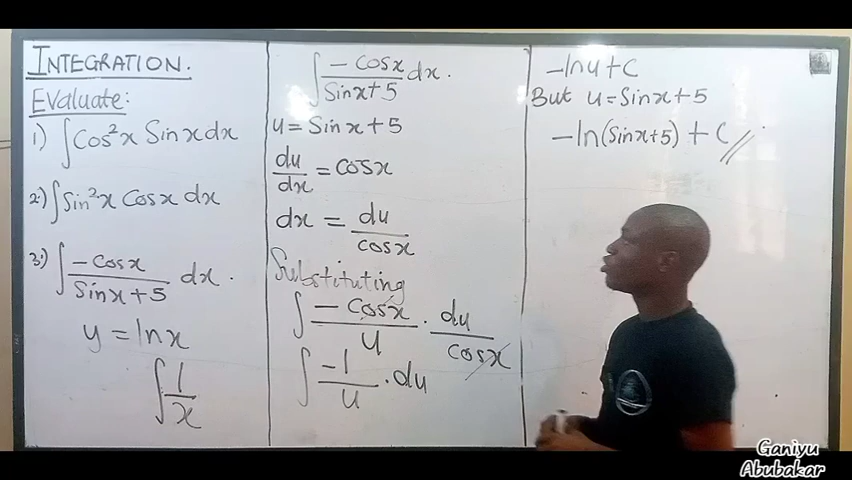 INTEGRATION.
Evaluate:
1) ∫Cos²x Sinxdx
2.) ∫Sin²x Cosx dx
3.) ∫ -Cosx / Sinx+5 dx.
y = lnx
∫ 1/x
∫ -Cosx / Sinx+5 dx.
u = Sinx+5
du/dx = Cosx
dx = du/cosx
Substituting
∫ -Cosx / u . du / cosx
∫ -1/u . du
-lnu+c
But u=Sinx+5
-ln(Sinx+5) + C //
Ganiyu
Abubakar